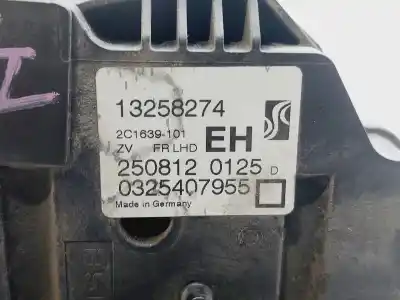 I
13258274
2C1639-101
ZV FR LHD EH
250812 0125 D
0325407955
Made in Germany